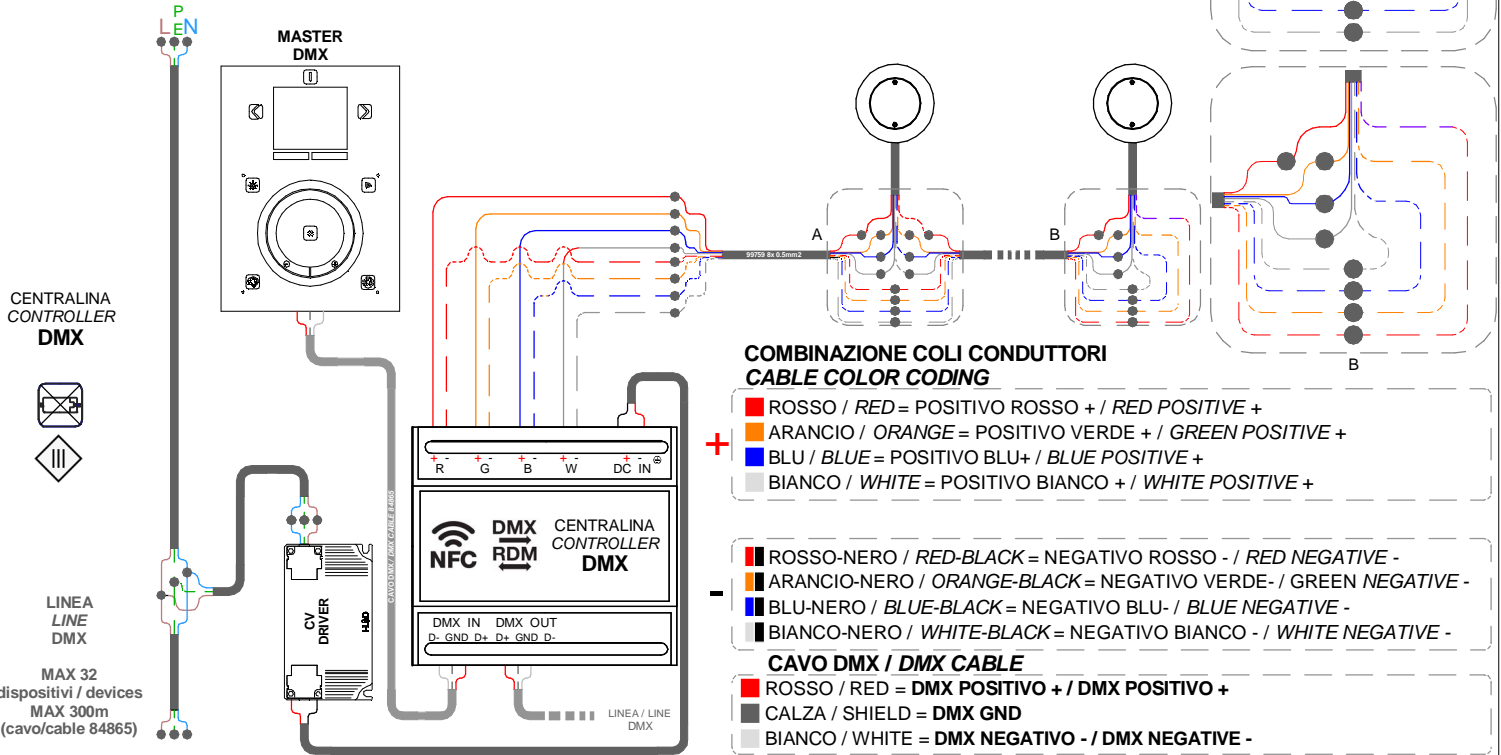 L
P
E
N
MASTER
DMX
CENTRALINA
CONTROLLER
DMX
LINEA
LINE
DMX
MAX 32
dispositivi / devices
MAX 300m
(cavo/cable 84865)
CV
DRIVER
CAVO DMX / DMX CABLE 84865
+ - + - + - + - + -
R G B W DC IN
NFC
DMX
RDM
CENTRALINA
CONTROLLER
DMX
DMX IN DMX OUT
D- GND D+ D+ GND D-
LINEA / LINE
DMX
99759 8x 0.5mm2
A
B
B
COMBINAZIONE COLI CONDUTTORI
CABLE COLOR CODING
+
ROSSO / RED = POSITIVO ROSSO + / RED POSITIVE +
ARANCIO / ORANGE = POSITIVO VERDE + / GREEN POSITIVE +
BLU / BLUE = POSITIVO BLU+ / BLUE POSITIVE +
BIANCO / WHITE = POSITIVO BIANCO + / WHITE POSITIVE +
-
ROSSO-NERO / RED-BLACK = NEGATIVO ROSSO - / RED NEGATIVE -
ARANCIO-NERO / ORANGE-BLACK = NEGATIVO VERDE- / GREEN NEGATIVE -
BLU-NERO / BLUE-BLACK = NEGATIVO BLU- / BLUE NEGATIVE -
BIANCO-NERO / WHITE-BLACK = NEGATIVO BIANCO - / WHITE NEGATIVE -
CAVO DMX / DMX CABLE
ROSSO / RED = DMX POSITIVO + / DMX POSITIVO +
CALZA / SHIELD = DMX GND
BIANCO / WHITE = DMX NEGATIVO - / DMX NEGATIVE -